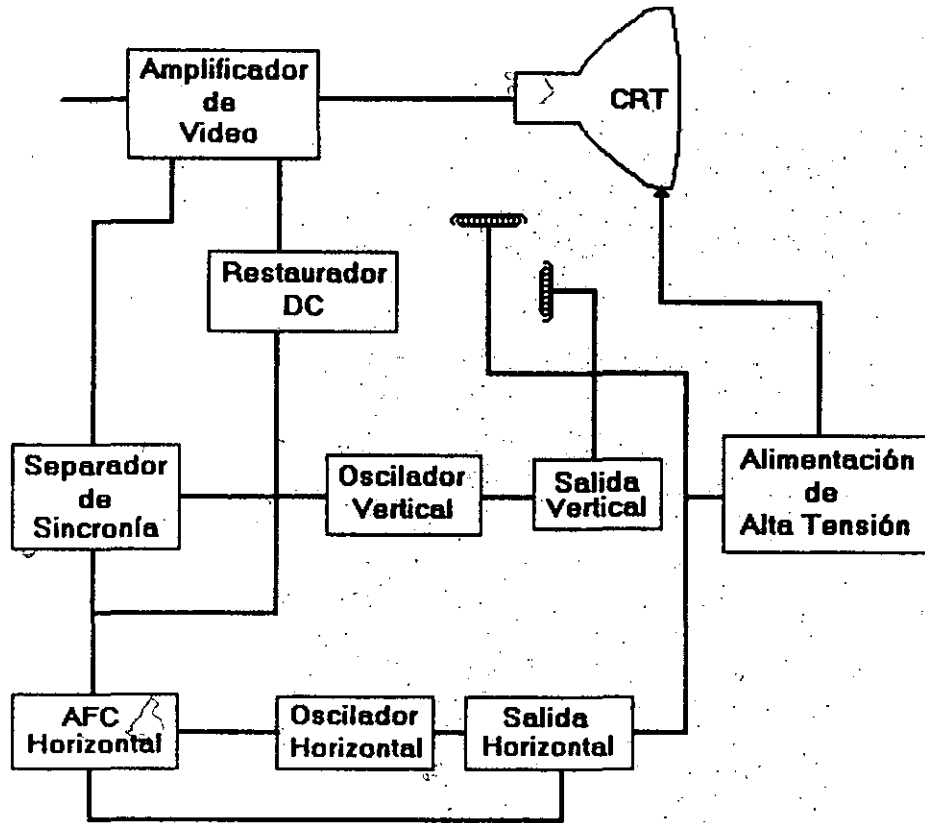 Amplificador
de
Video
CRT
Restaurador
DC
Separador
de
Sincronía
Oscilador
Vertical
Salida
Vertical
Alimentación
de
Alta Tensión
AFC
Horizontal
Oscilador
Horizontal
Salida
Horizontal